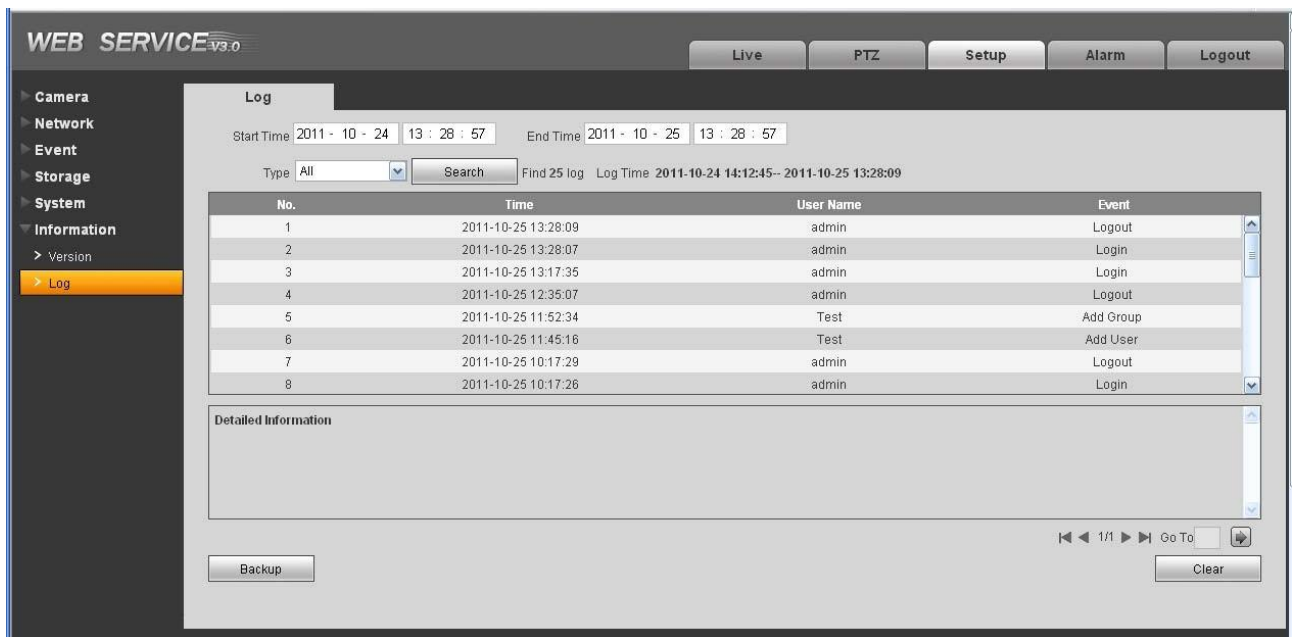 WEB SERVICE V3.0
Live PTZ Setup Alarm Logout
Camera
Network
Event
Storage
System
Information
> Version
> Log
Log
Start Time 2011 - 10 - 24 13 : 28 : 57 End Time 2011 - 10 - 25 13 : 28 : 57
Type All Search Find 25 log Log Time 2011-10-24 14:12:45-- 2011-10-25 13:28:09
No. Time User Name Event
1 2011-10-25 13:28:09 admin Logout
2 2011-10-25 13:28:07 admin Login
3 2011-10-25 13:17:35 admin Login
4 2011-10-25 12:35:07 admin Logout
5 2011-10-25 11:52:34 Test Add Group
6 2011-10-25 11:45:16 Test Add User
7 2011-10-25 10:17:29 admin Logout
8 2011-10-25 10:17:26 admin Login
Detailed Information
1/1 Go To
Backup Clear